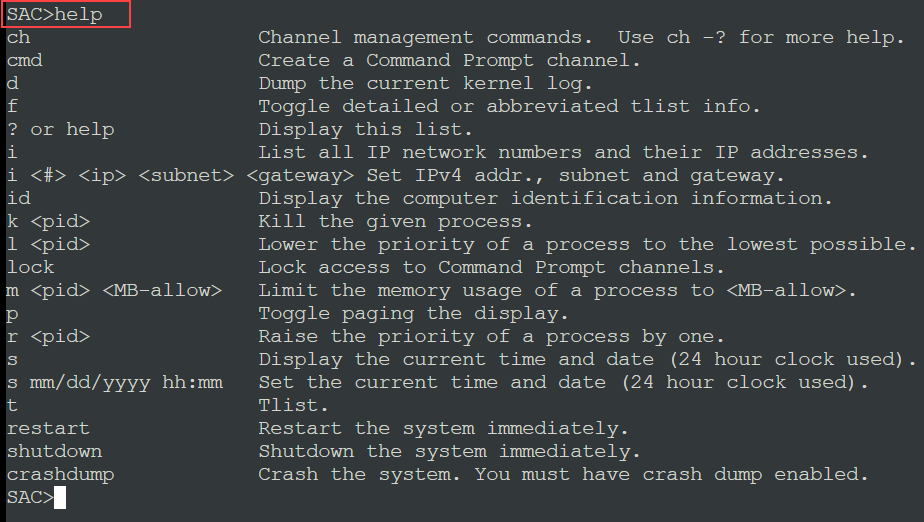 SAC>help
ch Channel management commands. Use ch -? for more help.
cmd Create a Command Prompt channel.
d Dump the current kernel log.
f Toggle detailed or abbreviated tlist info.
? or help Display this list.
i List all IP network numbers and their IP addresses.
i <#> <ip> <subnet> <gateway> Set IPv4 addr., subnet and gateway.
id Display the computer identification information.
k <pid> Kill the given process.
l <pid> Lower the priority of a process to the lowest possible.
lock Lock access to Command Prompt channels.
m <pid> <MB-allow> Limit the memory usage of a process to <MB-allow>.
p Toggle paging the display.
r <pid> Raise the priority of a process by one.
s Display the current time and date (24 hour clock used).
s mm/dd/yyyy hh:mm Set the current time and date (24 hour clock used).
t Tlist.
restart Restart the system immediately.
shutdown Shutdown the system immediately.
crashdump Crash the system. You must have crash dump enabled.
SAC>